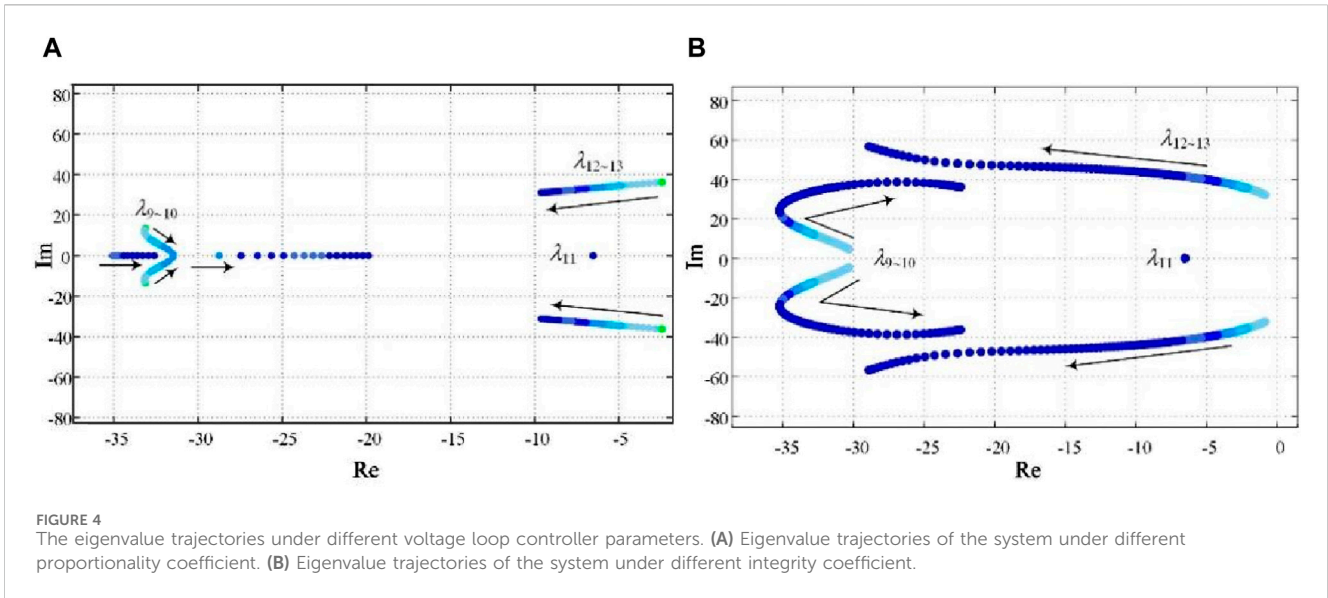 A
80
60
40
20
0
-20
-40
-60
-80
Im
λ9~10
λ12~13
λ11
-35 -30 -25 -20 -15 -10 -5
Re
B
80
60
40
20
0
-20
-40
-60
-80
Im
λ12~13
λ9~10
λ11
-35 -30 -25 -20 -15 -10 -5 0
Re
FIGURE 4
The eigenvalue trajectories under different voltage loop controller parameters. (A) Eigenvalue trajectories of the system under different
proportionality coefficient. (B) Eigenvalue trajectories of the system under different integrity coefficient.